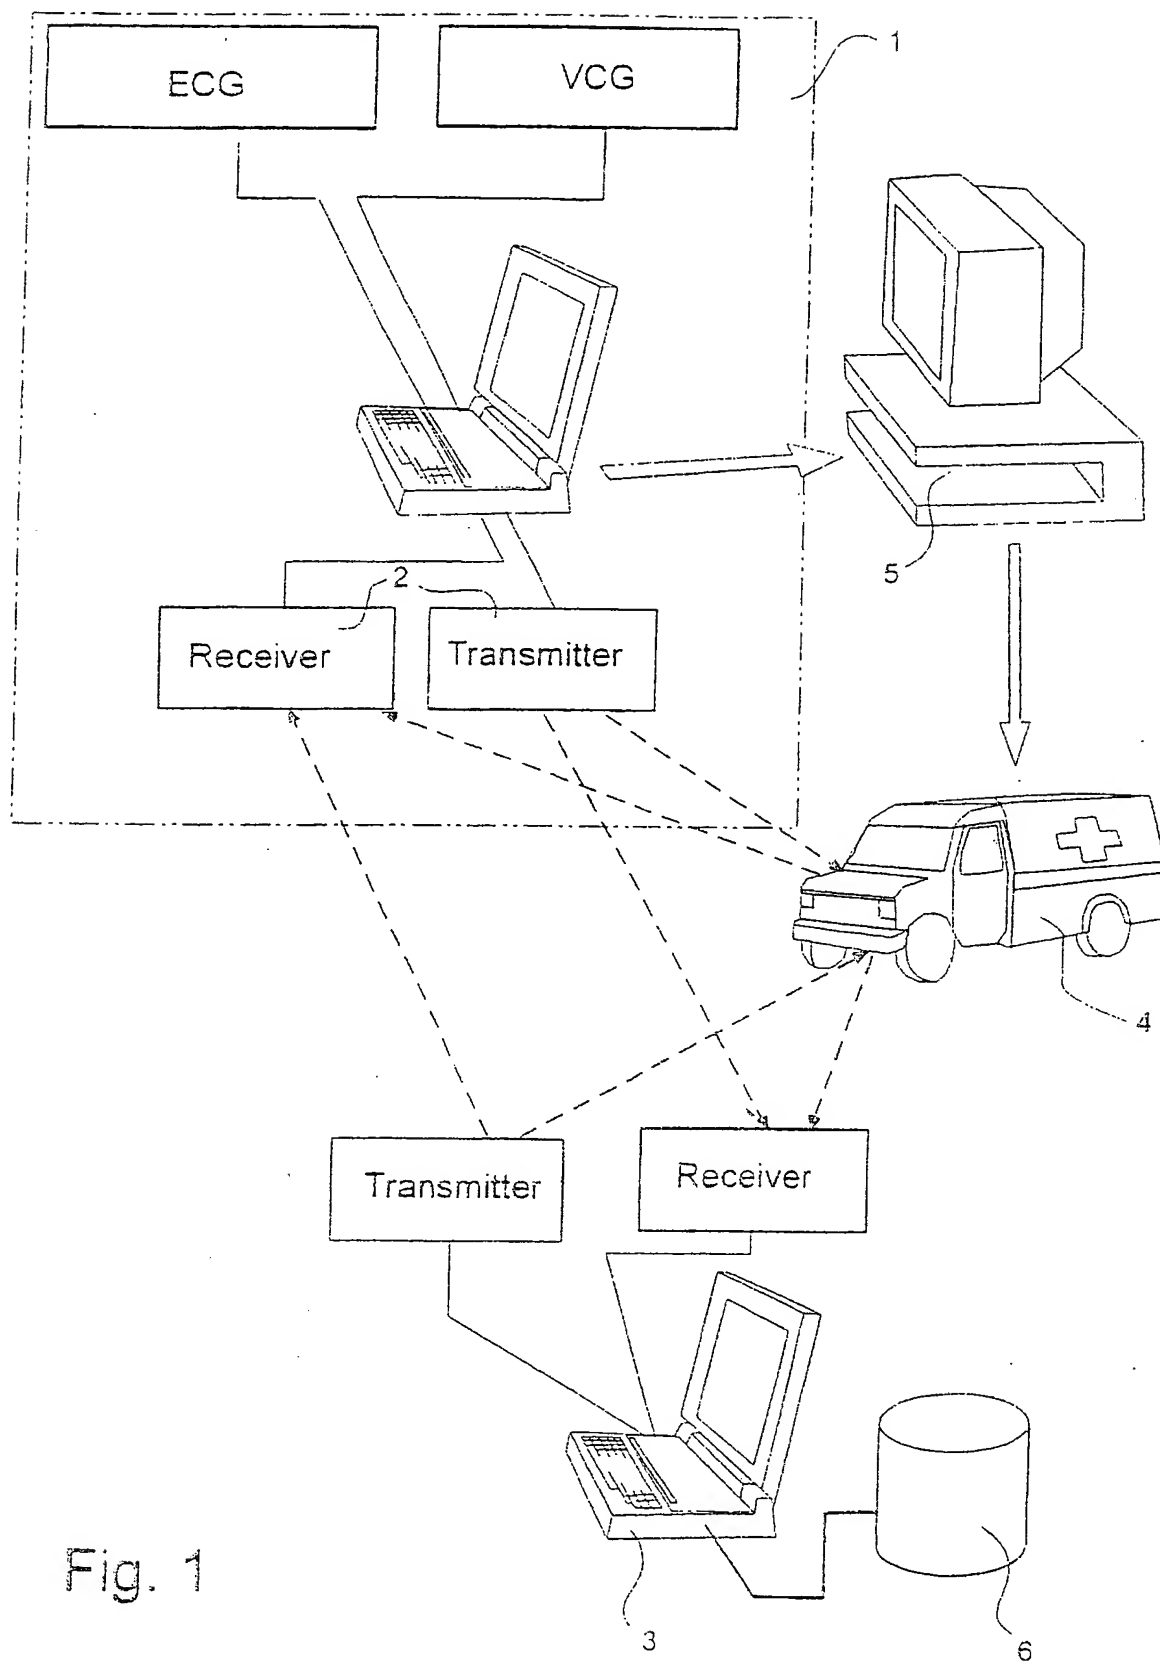 1
ECG
VCG
5
2
Receiver
Transmitter
4
Transmitter
Receiver
Fig. 1
3
6